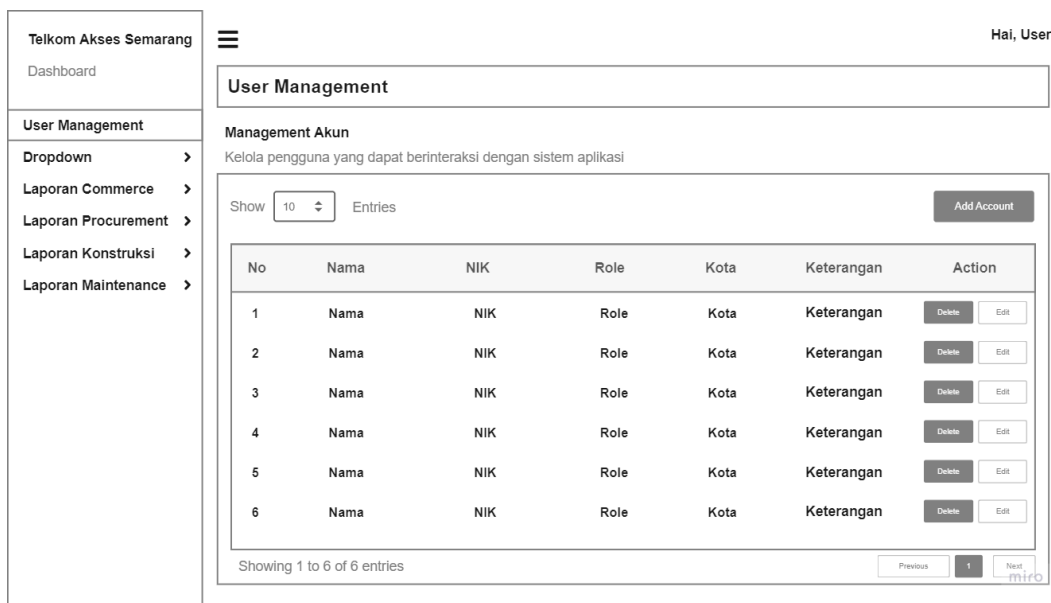 Telkom Akses Semarang
Dashboard
User Management
Dropdown
Laporan Commerce
Laporan Procurement
Laporan Konstruksi
Laporan Maintenance
Hai, User
User Management
Management Akun
Kelola pengguna yang dapat berinteraksi dengan sistem aplikasi
Show 10 Entries
Add Account
No Nama NIK Role Kota Keterangan Action
1 Nama NIK Role Kota Keterangan Delete Edit
2 Nama NIK Role Kota Keterangan Delete Edit
3 Nama NIK Role Kota Keterangan Delete Edit
4 Nama NIK Role Kota Keterangan Delete Edit
5 Nama NIK Role Kota Keterangan Delete Edit
6 Nama NIK Role Kota Keterangan Delete Edit
Showing 1 to 6 of 6 entries
Previous 1 Next
miro